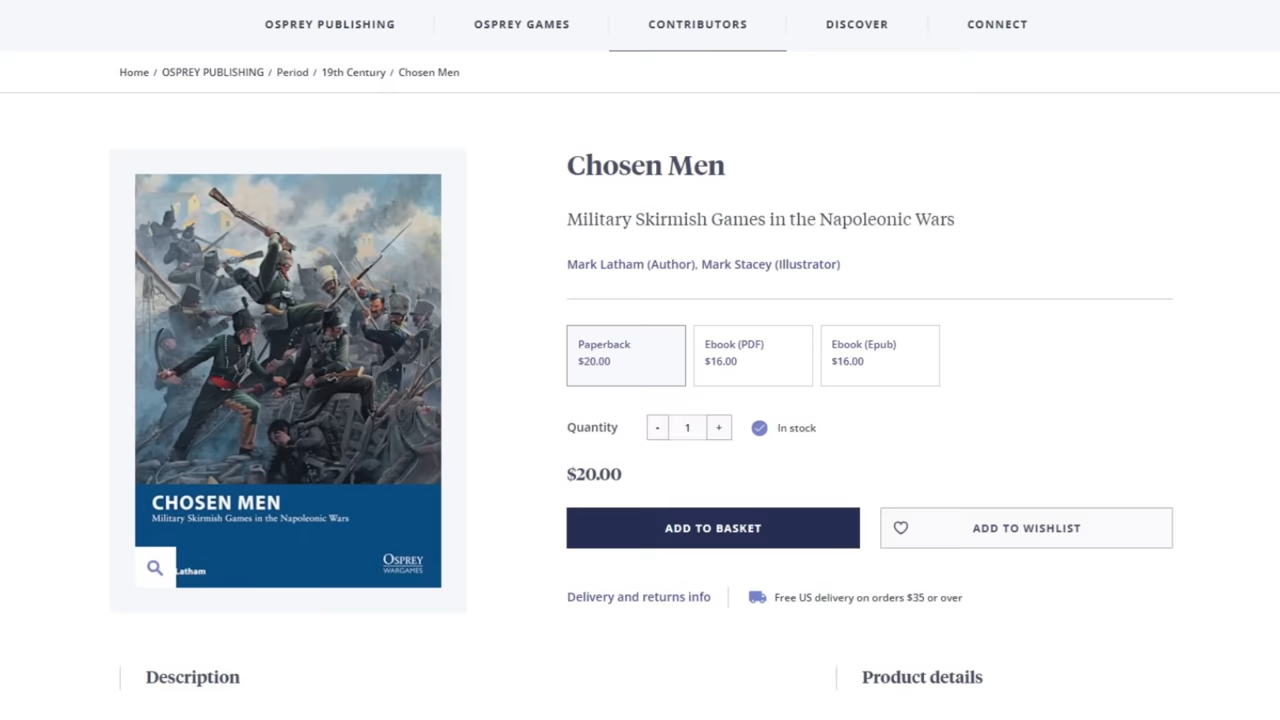 OSPREY PUBLISHING
OSPREY GAMES
CONTRIBUTORS
DISCOVER
CONNECT
Home / OSPREY PUBLISHING / Period / 19th Century / Chosen Men
CHOSEN MEN
Military Skirmish Games in the Napoleonic Wars
Latham
OSPREY
WARGAMES
Chosen Men
Military Skirmish Games in the Napoleonic Wars
Mark Latham (Author), Mark Stacey (Illustrator)
Paperback
$20.00
Ebook (PDF)
$16.00
Ebook (Epub)
$16.00
Quantity - 1 + In stock
$20.00
ADD TO BASKET
ADD TO WISHLIST
Delivery and returns info
Free US delivery on orders $35 or over
Description
Product details